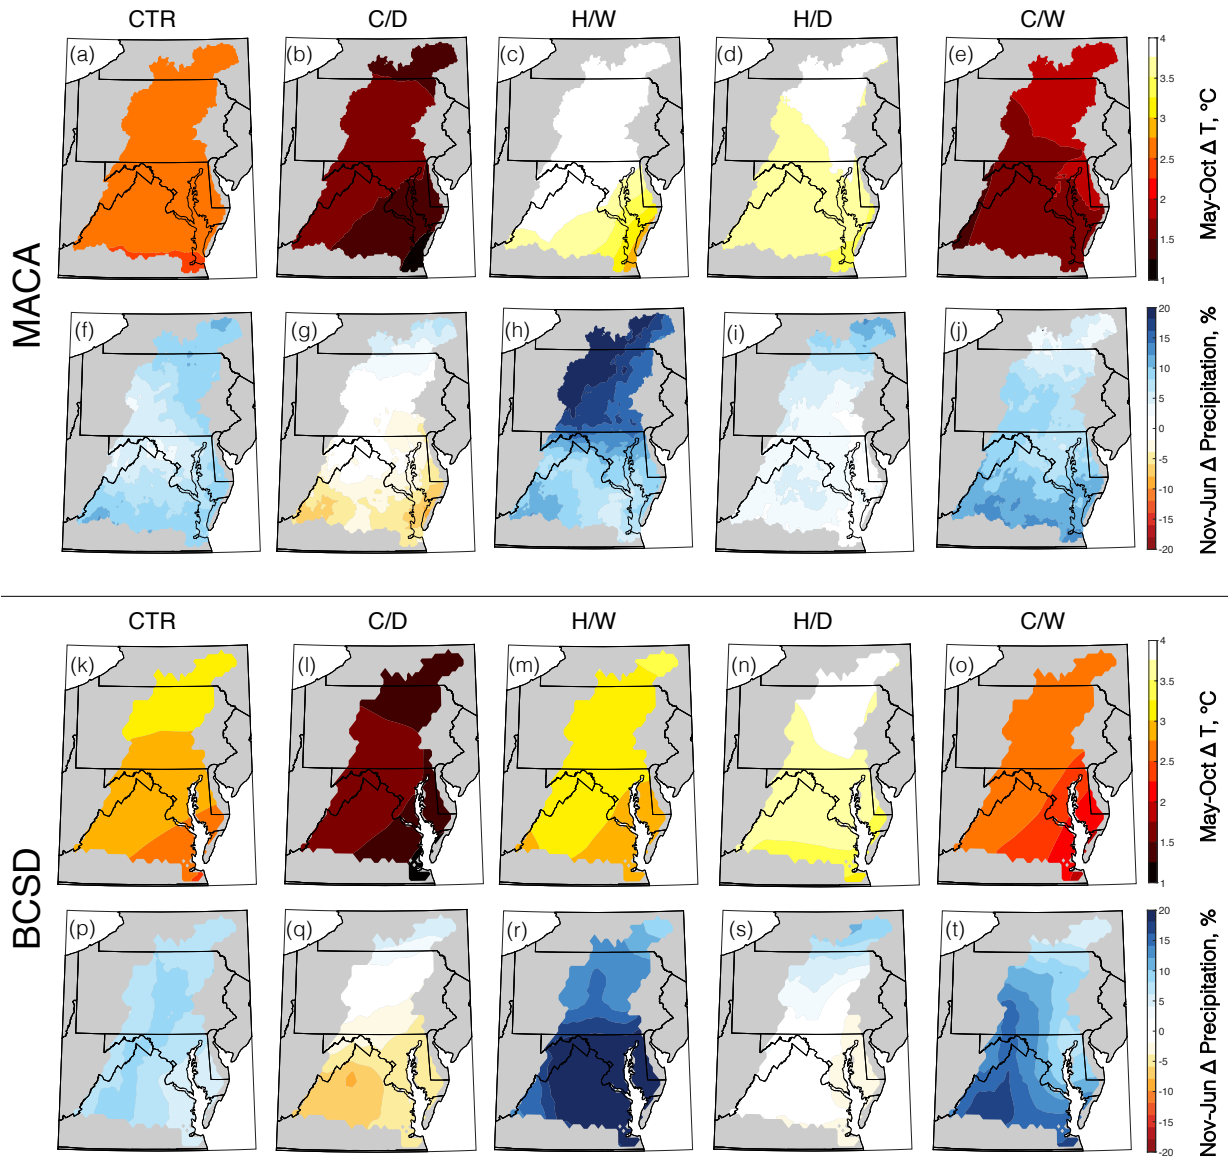 CTR C/D H/W H/D C/W
(a) (b) (c) (d) (e)
4
3.5
3
2.5
2
1.5
1
May-Oct Δ T, °C
MACA
(f) (g) (h) (i) (j)
20
15
10
5
0
-5
-10
-15
-20
Nov-Jun Δ Precipitation, %
CTR C/D H/W H/D C/W
(k) (l) (m) (n) (o)
4
3.5
3
2.5
2
1.5
1
May-Oct Δ T, °C
BCSD
(p) (q) (r) (s) (t)
20
15
10
5
0
-5
-10
-15
-20
Nov-Jun Δ Precipitation, %